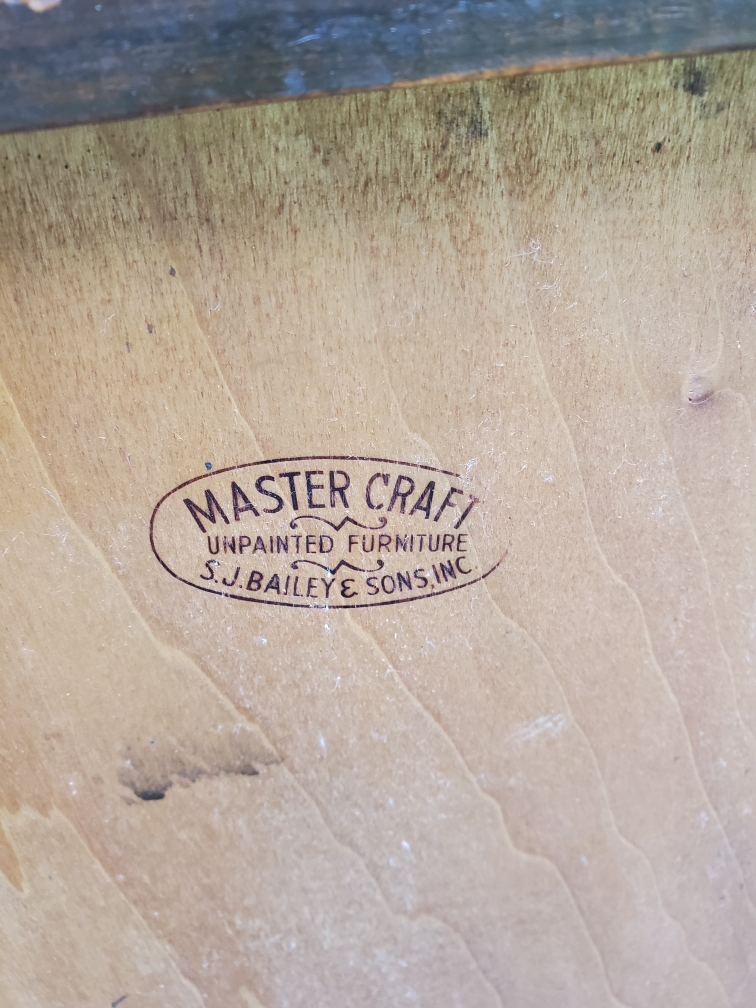 MASTER CRAFT
UNPAINTED FURNITURE
S.J. BAILEY & SONS, INC.